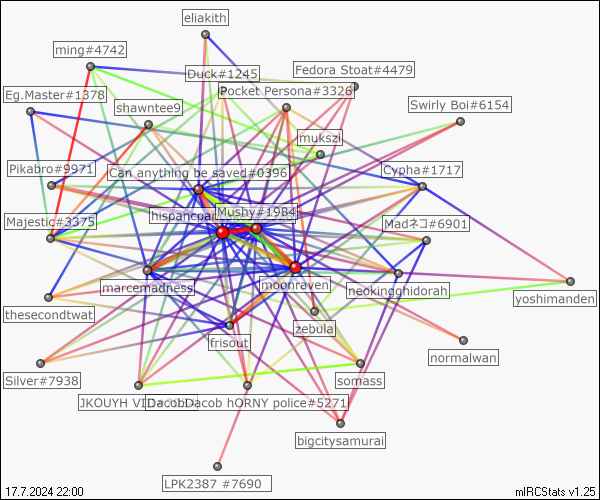 eliakith
ming#4742
Duck#1245
Fedora Stoat#4479
Eg.Master#1378
Pocket Persona#3326
shawntee9
Swirly Boi#6154
mukszi
Pikabro#9971
Can anything be saved#0396
Cypha#1717
hispancpa
Mushy#1984
Majestic#3375
Madネコ#6901
marcemadness
moonraven
neokingghidorah
yoshimanden
thesecondtwat
zebula
frisout
normalwan
Silver#7938
somass
JKOUYH VI
DacobDacob hORNY police#5271
bigcitysamurai
LPK2387 #7690
17.7.2024 22:00
mIRCStats v1.25